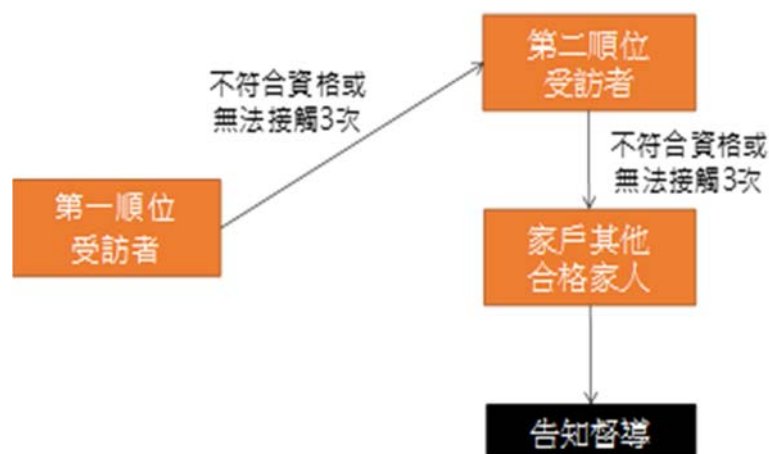 第一順位
受訪者
不符合資格或
無法接觸3次
第二順位
受訪者
不符合資格或
無法接觸3次
家戶其他
合格家人
告知督導